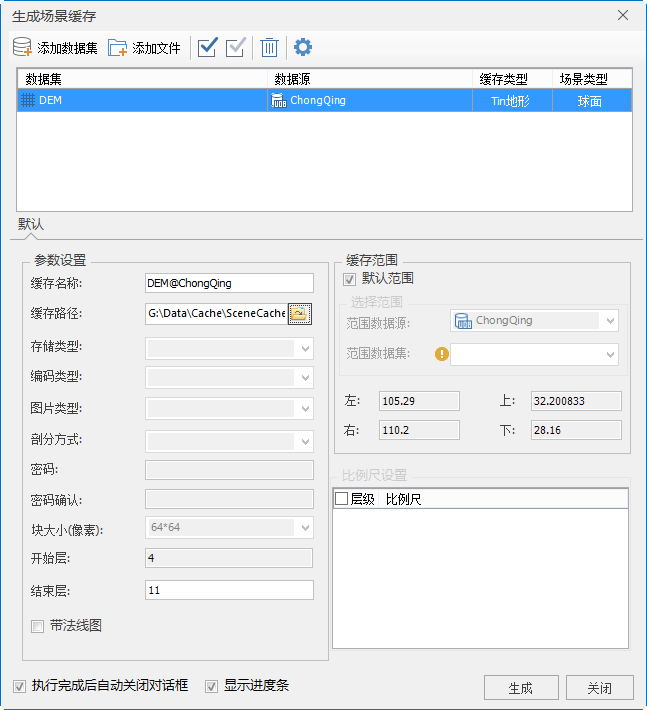 生成场景缓存
添加数据集 添加文件
数据集 数据源 缓存类型 场景类型
DEM ChongQing Tin地形 球面
默认
参数设置
缓存名称: DEM@ChongQing
缓存路径: G:\Data\Cache\SceneCache
存储类型:
编码类型:
图片类型:
剖分方式:
密码:
密码确认:
块大小(像素): 64*64
开始层: 4
结束层: 11
带法线图
缓存范围
默认范围
选择范围
范围数据源: ChongQing
范围数据集:
左: 105.29 上: 32.200833
右: 110.2 下: 28.16
比例尺设置
层级 比例尺
执行完成后自动关闭对话框 显示进度条 生成 关闭